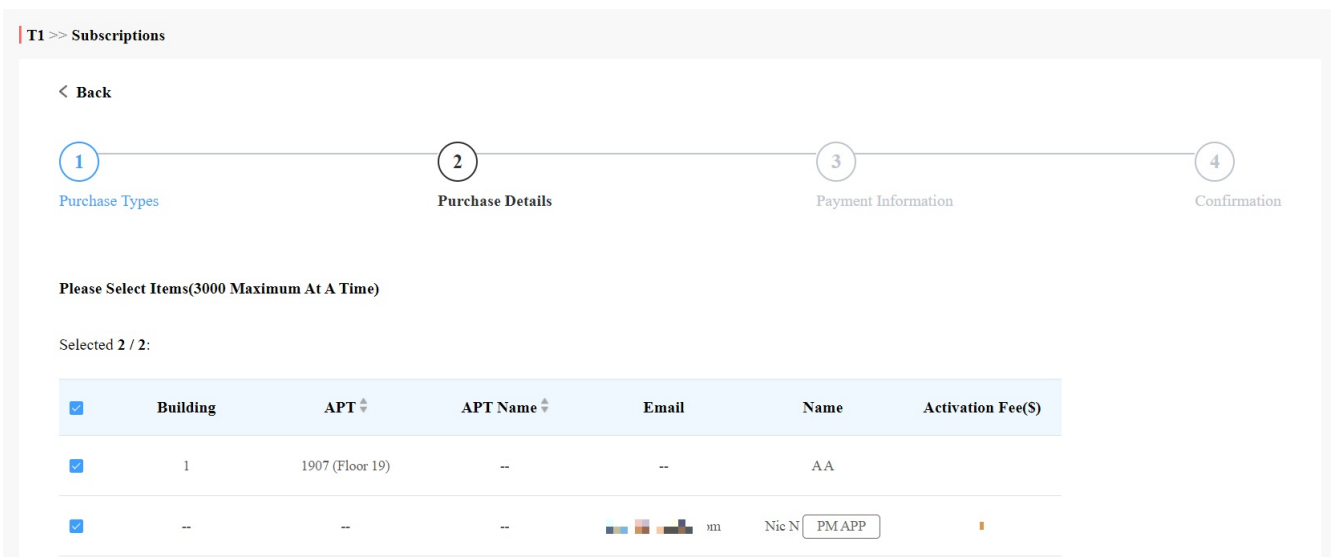 T1 >> Subscriptions
< Back
1
2
3
4
Purchase Types
Purchase Details
Payment Information
Confirmation
Please Select Items(3000 Maximum At A Time)
Selected 2 / 2:
Building APT APT Name Email Name Activation Fee($)
1 1907 (Floor 19) -- -- A A
-- -- -- Nic N PM APP